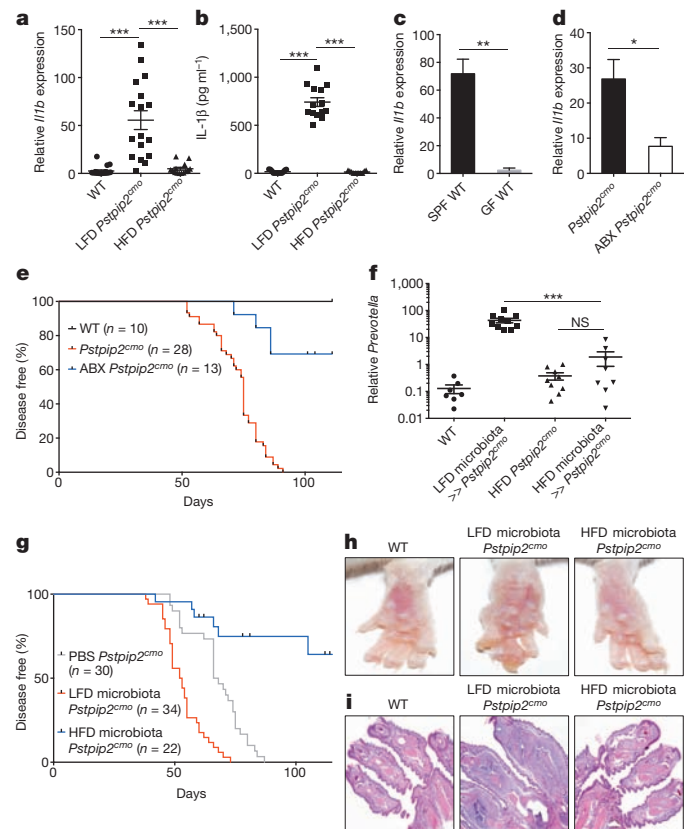 a
***
***
150
100
50
0
Relative Il1b expression
WT
LFD Pstpip2cmo
HFD Pstpip2cmo
b
***
***
1,500
1,000
500
0
IL-1β (pg ml−1)
WT
LFD Pstpip2cmo
HFD Pstpip2cmo
c
**
100
80
60
40
20
0
Relative Il1b expression
SPF WT
GF WT
d
*
40
30
20
10
0
Relative Il1b expression
Pstpip2cmo
ABX Pstpip2cmo
e
100
80
60
40
20
0
Disease free (%)
WT (n = 10)
Pstpip2cmo (n = 28)
ABX Pstpip2cmo (n = 13)
0
50
100
Days
f
1,000
100
10
1
0.1
0.01
Relative Prevotella
***
NS
WT
LFD microbiota
>> Pstpip2cmo
HFD Pstpip2cmo
HFD microbiota
>> Pstpip2cmo
g
100
50
0
Disease free (%)
PBS Pstpip2cmo
(n = 30)
LFD microbiota
Pstpip2cmo (n = 34)
HFD microbiota
Pstpip2cmo (n = 22)
0
50
100
Days
h
WT
LFD microbiota
Pstpip2cmo
HFD microbiota
Pstpip2cmo
i
WT
LFD microbiota
Pstpip2cmo
HFD microbiota
Pstpip2cmo